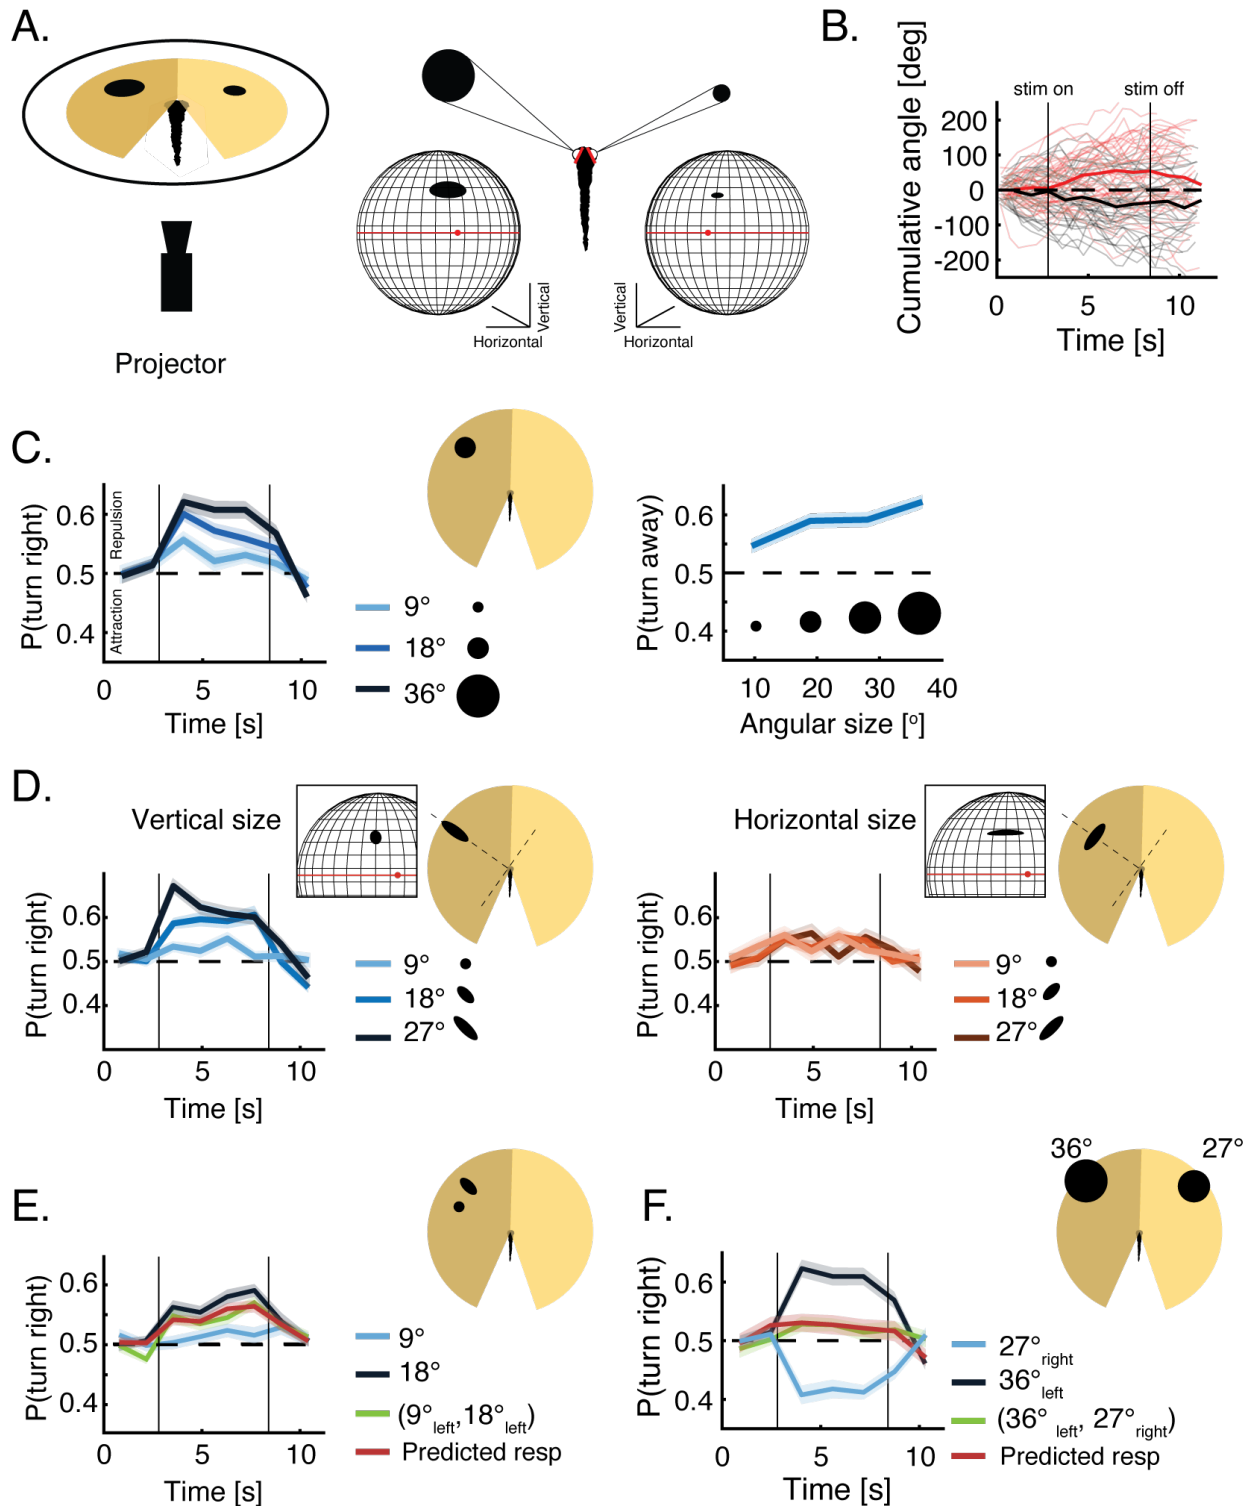 A.
Projector
Vertical
Horizontal
Vertical
Horizontal
B.
Cumulative angle [deg]
stim on
stim off
200
100
0
-100
-200
0
5
10
Time [s]
C.
P(turn right)
Repulsion
Attraction
0.6
0.5
0.4
0
5
10
Time [s]
9°
18°
36°
P(turn away)
0.6
0.5
0.4
10
20
30
40
Angular size [º]
D.
Vertical size
P(turn right)
0.6
0.5
0.4
0
5
10
Time [s]
9°
18°
27°
Horizontal size
P(turn right)
0.6
0.5
0.4
0
5
10
Time [s]
9°
18°
27°
E.
P(turn right)
0.6
0.5
0.4
0
5
10
Time [s]
9°
18°
(9°left,18°left)
Predicted resp
F.
36°
27°
P(turn right)
0.6
0.5
0.4
0
5
10
Time [s]
27°right
36°left
(36°left, 27°right)
Predicted resp